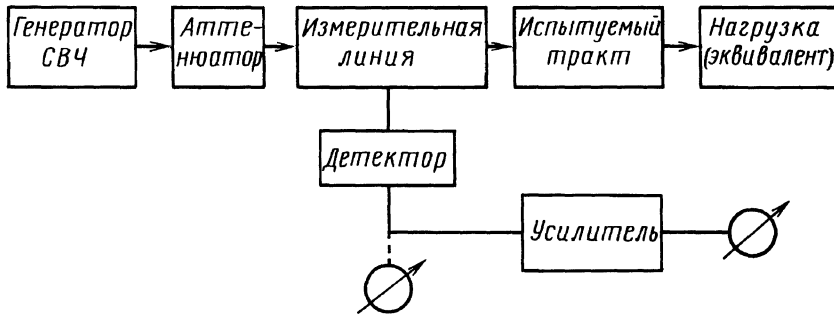 Генератор
СВЧ
Атте-
нюатор
Измерительная
линия
Испытуемый
тракт
Нагрузка
(эквивалент)
Детектор
Усилитель